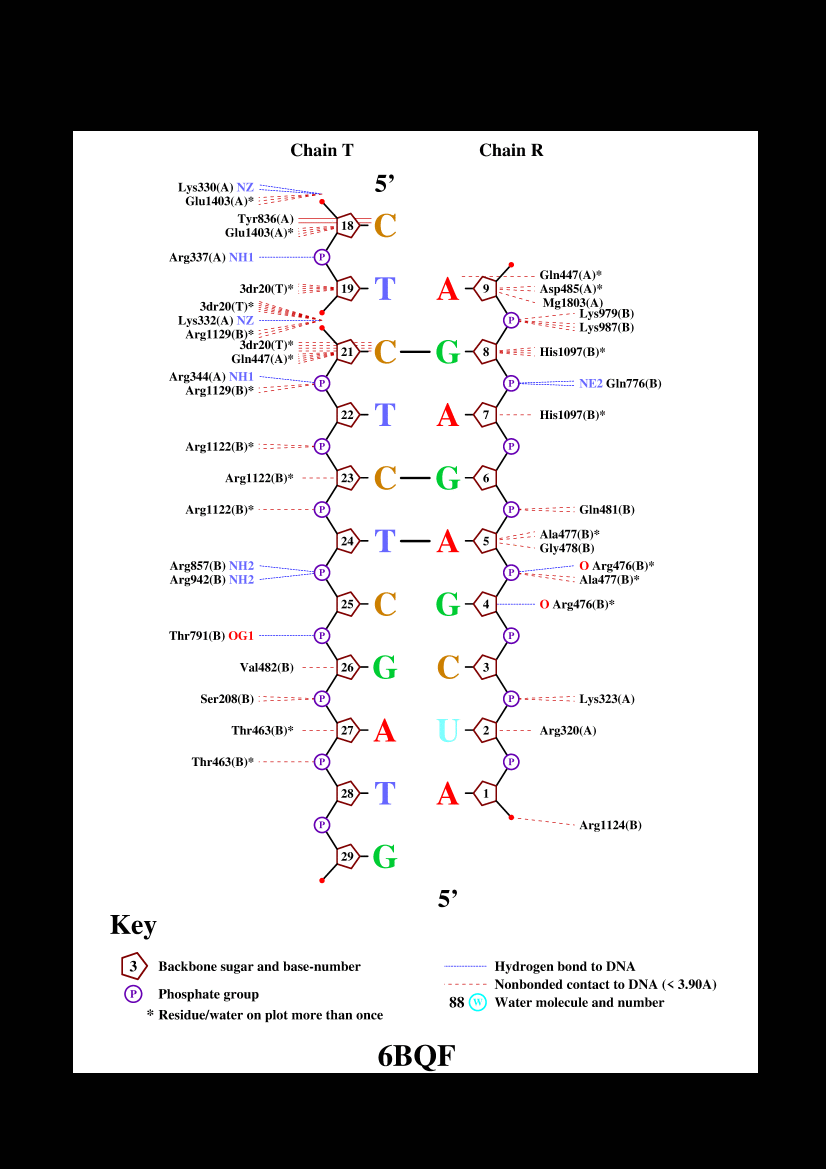 Chain T Chain R
5’
Lys330(A) NZ
Glu1403(A)*
Tyr836(A)
Glu1403(A)*
18 C
P
Arg337(A) NH1
3dr20(T)*
19 T
3dr20(T)*
Lys332(A) NZ
Arg1129(B)*
3dr20(T)*
Gln447(A)*
21 C
Arg344(A) NH1
Arg1129(B)*
P
22 T
Arg1122(B)*
P
Arg1122(B)*
23 C
Arg1122(B)*
P
24 T
Arg857(B) NH2
Arg942(B) NH2
P
25 C
Thr791(B) OG1
P
Val482(B)
26 G
Ser208(B)
P
Thr463(B)*
27 A
Thr463(B)*
P
28 T
P
29 G
A 9
Gln447(A)*
Asp485(A)*
Mg1803(A)
P
Lys979(B)
Lys987(B)
G 8
His1097(B)*
P
NE2 Gln776(B)
A 7
His1097(B)*
P
G 6
P
Gln481(B)
A 5
Ala477(B)*
Gly478(B)
P
O Arg476(B)*
Ala477(B)*
G 4
O Arg476(B)*
P
C 3
P
Lys323(A)
U 2
Arg320(A)
P
A 1
Arg1124(B)
5’
Key
3 Backbone sugar and base-number
P Phosphate group
* Residue/water on plot more than once
Hydrogen bond to DNA
Nonbonded contact to DNA (< 3.90A)
88 W Water molecule and number
6BQF